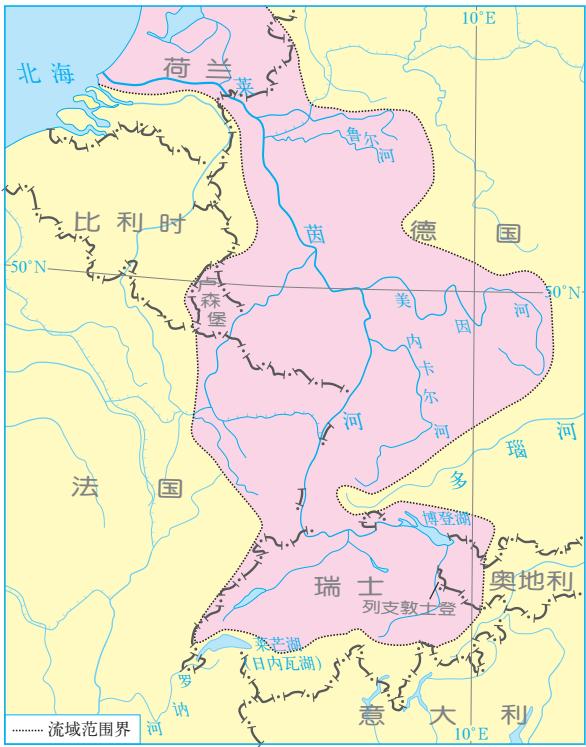 10°E
北海
荷兰
莱
鲁尔
河
比利时
茵
德国
50°N
卢
森
堡
美因河
50°N
内
卡
尔
河
河
多瑙河
法国
博登湖
瑞士
列支敦士登
奥地利
莱芒湖
(日内瓦湖)
罗
讷
河
意大利
10°E
流域范围界